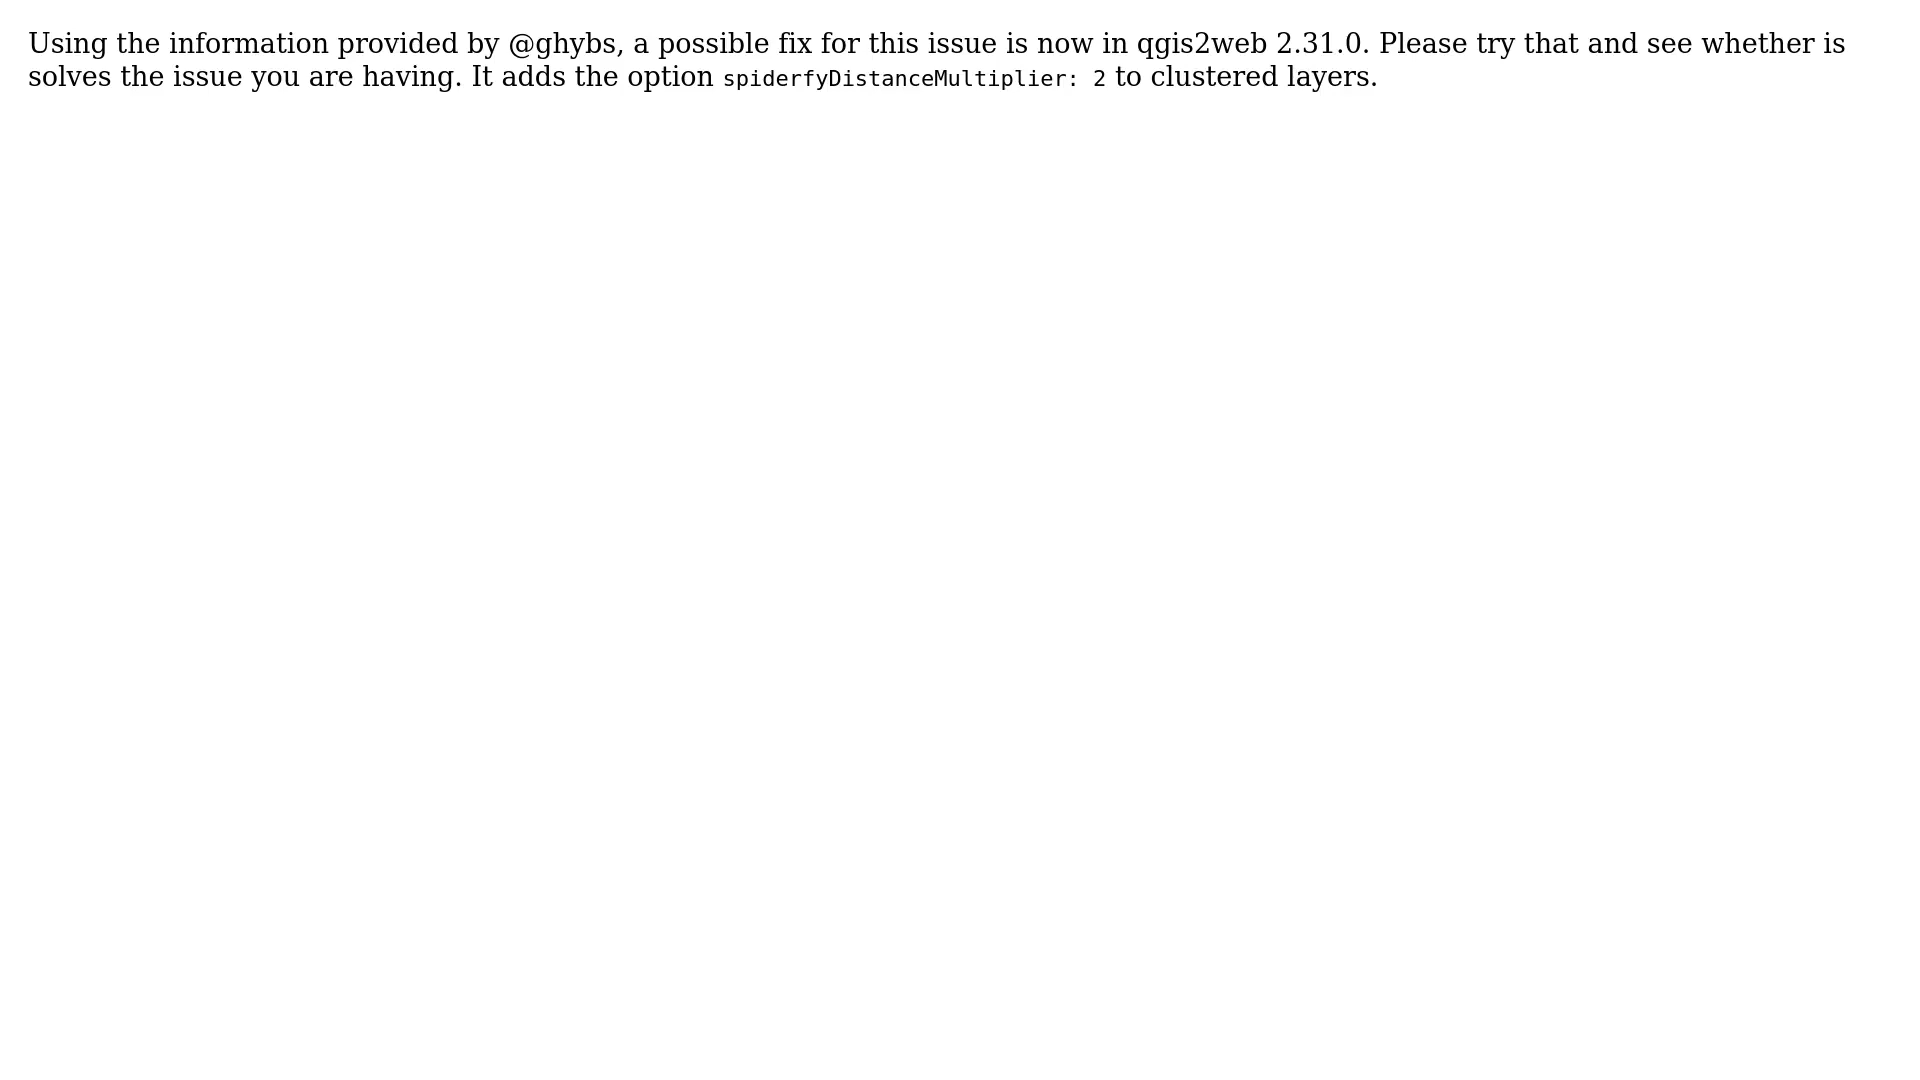 Using the information provided by @ghybs, a possible fix for this issue is now in qgis2web 2.31.0. Please try that and see whether is
solves the issue you are having. It adds the option spiderfyDistanceMultiplier: 2 to clustered layers.